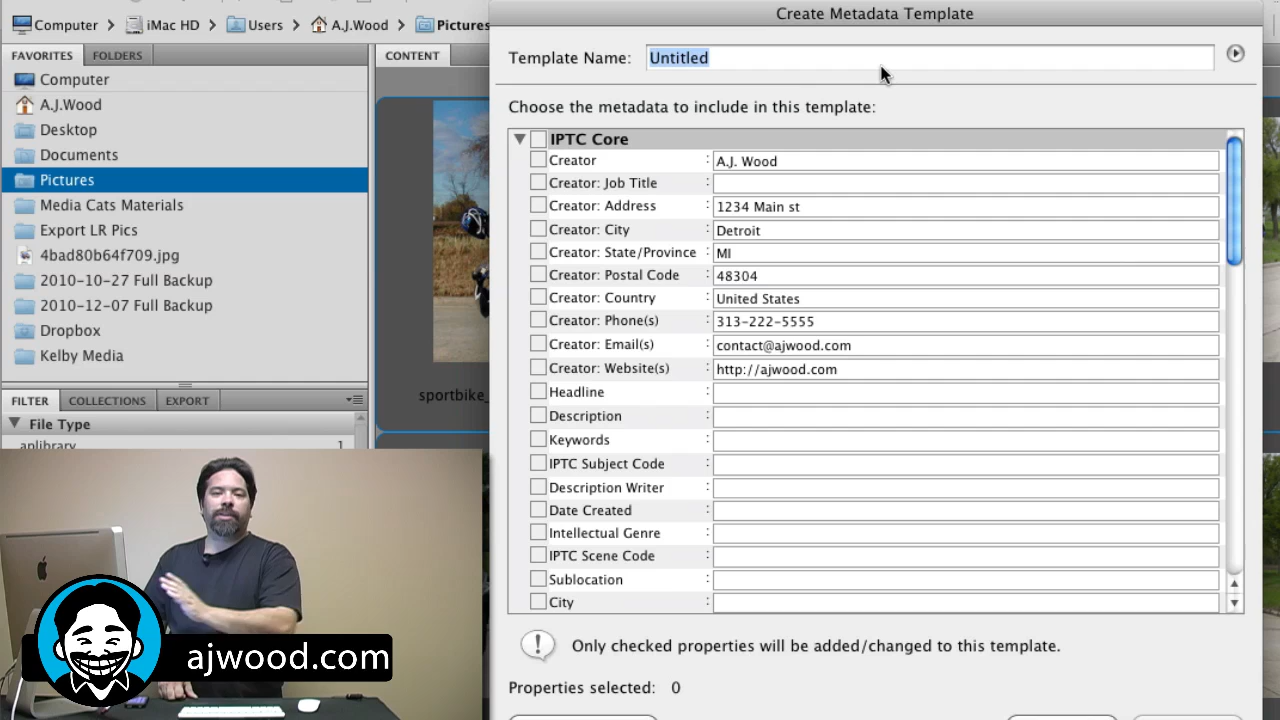 Computer > iMac HD > Users > A.J.Wood > Pictures
Create Metadata Template
FAVORITES FOLDERS
Computer
A.J.Wood
Desktop
Documents
Pictures
Media Cats Materials
Export LR Pics
4bad80b64f709.jpg
2010-10-27 Full Backup
2010-12-07 Full Backup
Dropbox
Kelby Media
FILTER COLLECTIONS EXPORT
File Type
aplibrary 1
CONTENT
sportbike_
Template Name: Untitled
Choose the metadata to include in this template:
IPTC Core
Creator : A.J. Wood
Creator: Job Title :
Creator: Address : 1234 Main st
Creator: City : Detroit
Creator: State/Province : MI
Creator: Postal Code : 48304
Creator: Country : United States
Creator: Phone(s) : 313-222-5555
Creator: Email(s) : contact@ajwood.com
Creator: Website(s) : http://ajwood.com
Headline :
Description :
Keywords :
IPTC Subject Code :
Description Writer :
Date Created :
Intellectual Genre :
IPTC Scene Code :
Sublocation :
City :
! Only checked properties will be added/changed to this template.
Properties selected: 0
ajwood.com